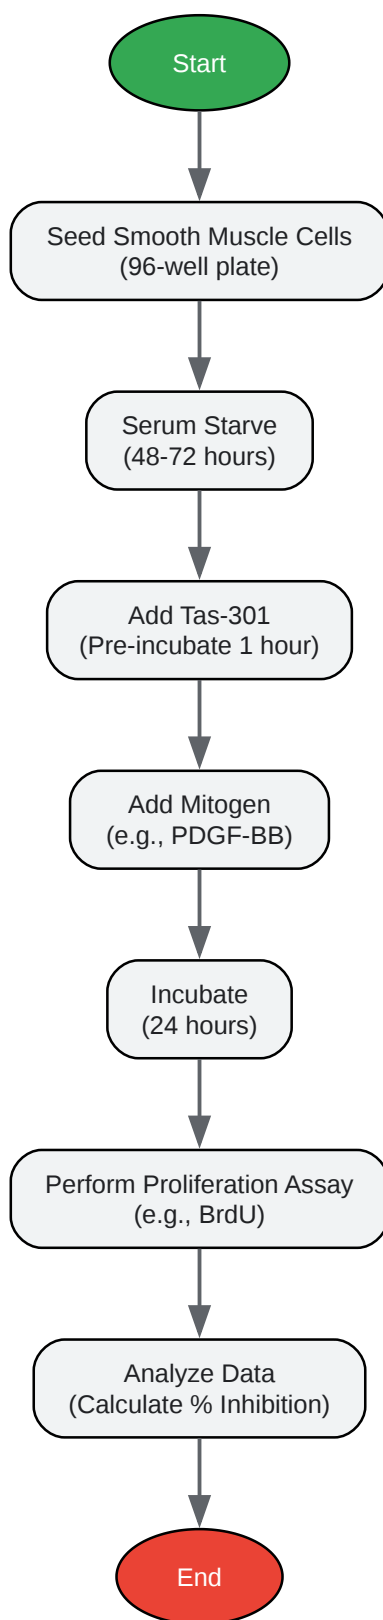 Start
Seed Smooth Muscle Cells
(96-well plate)
Serum Starve
(48-72 hours)
Add Tas-301
(Pre-incubate 1 hour)
Add Mitogen
(e.g., PDGF-BB)
Incubate
(24 hours)
Perform Proliferation Assay
(e.g., BrdU)
Analyze Data
(Calculate % Inhibition)
End